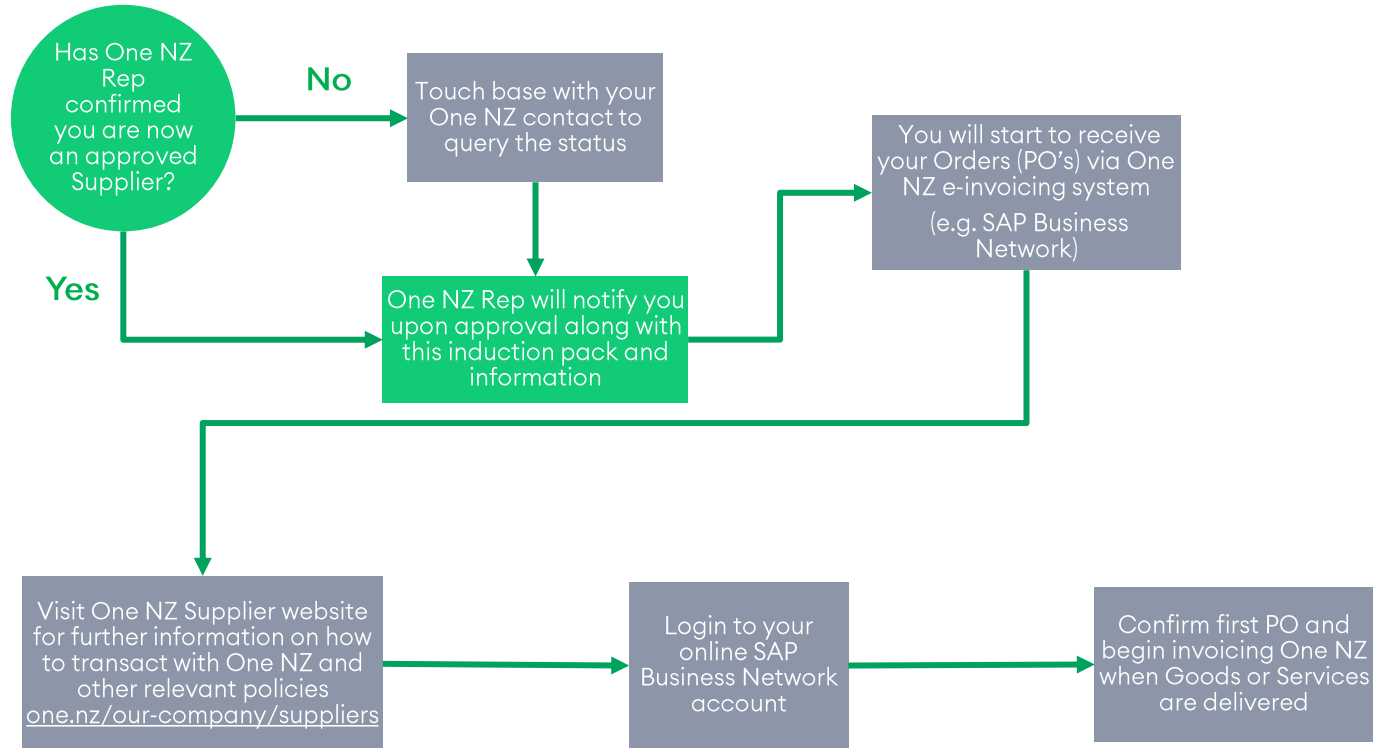 Has One NZ
Rep
confirmed
you are now
an approved
Supplier?
No
Touch base with your
One NZ contact to
query the status
You will start to receive
your Orders (PO’s) via One
NZ e-invoicing system
(e.g. SAP Business
Network)
Yes
One NZ Rep will notify you
upon approval along with
this induction pack and
information
Visit One NZ Supplier website
for further information on how
to transact with One NZ and
other relevant policies
one.nz/our-company/suppliers
Login to your
online SAP
Business Network
account
Confirm first PO and
begin invoicing One NZ
when Goods or Services
are delivered